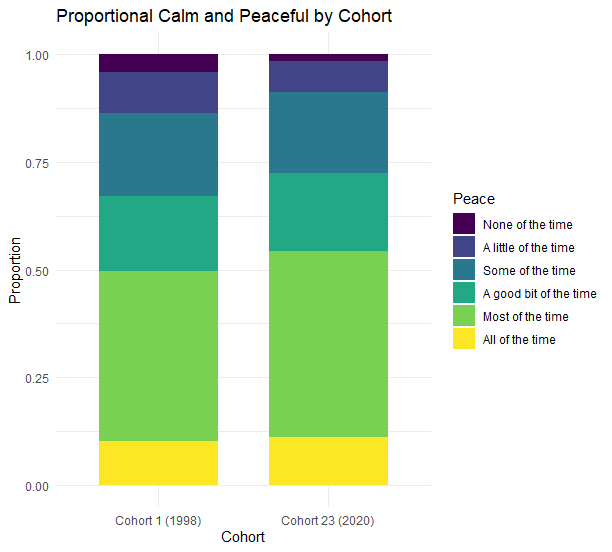 Proportional Calm and Peaceful by Cohort
Proportion
1.00
0.75
0.50
0.25
0.00
Cohort 1 (1998)
Cohort 23 (2020)
Cohort
Peace
None of the time
A little of the time
Some of the time
A good bit of the time
Most of the time
All of the time